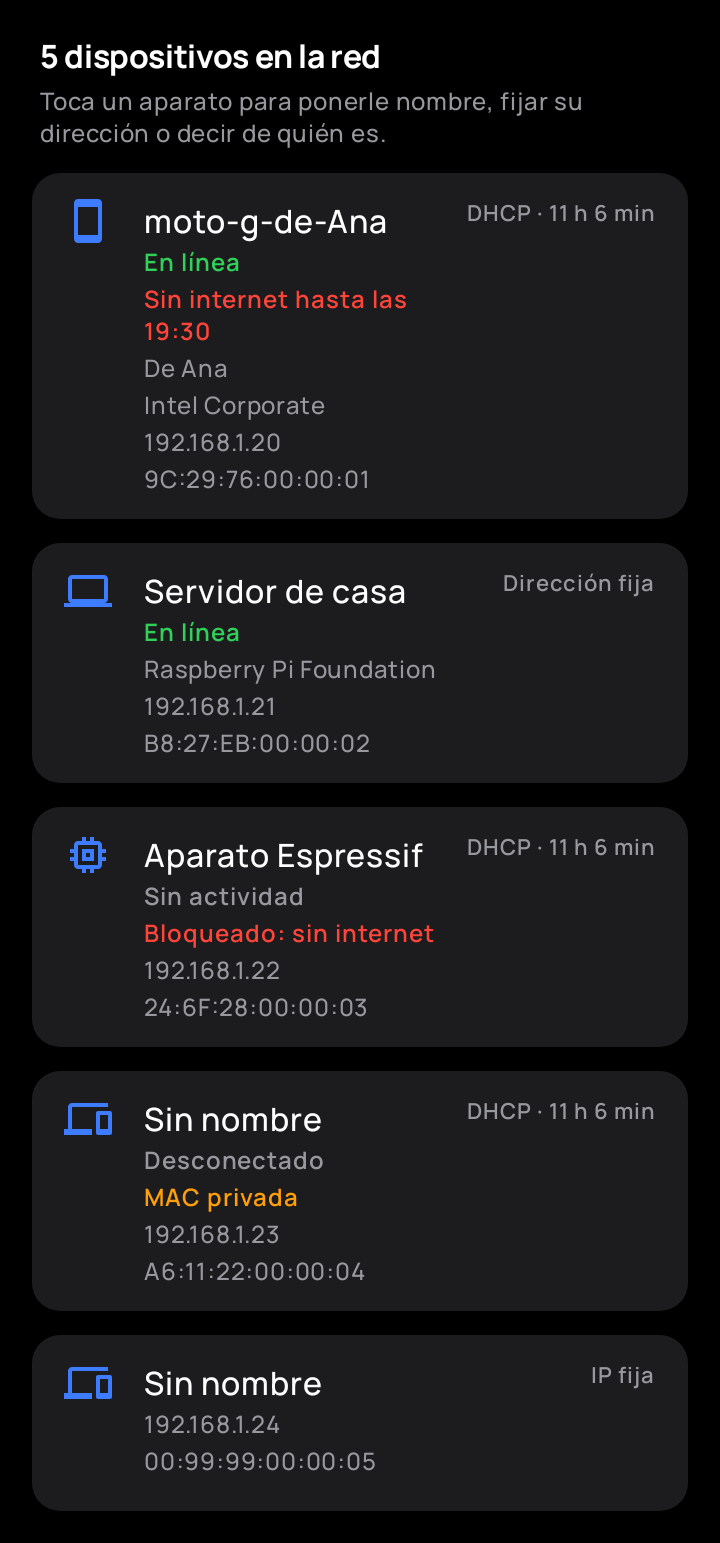 5 dispositivos en la red
Toca un aparato para ponerle nombre, fijar su
dirección o decir de quién es.
moto-g-de-Ana
DHCP · 11 h 6 min
En línea
Sin internet hasta las
19:30
De Ana
Intel Corporate
192.168.1.20
9C:29:76:00:00:01
Servidor de casa
Dirección fija
En línea
Raspberry Pi Foundation
192.168.1.21
B8:27:EB:00:00:02
Aparato Espressif
DHCP · 11 h 6 min
Sin actividad
Bloqueado: sin internet
192.168.1.22
24:6F:28:00:00:03
Sin nombre
DHCP · 11 h 6 min
Desconectado
MAC privada
192.168.1.23
A6:11:22:00:00:04
Sin nombre
IP fija
192.168.1.24
00:99:99:00:00:05